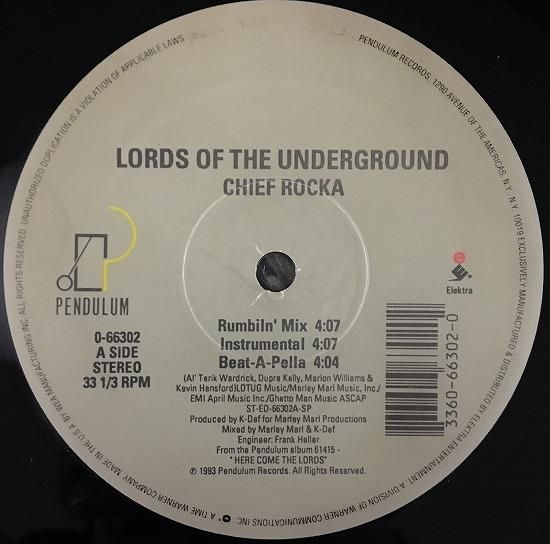 LORDS OF THE UNDERGROUND
CHIEF ROCKA
PENDULUM
0-66302
A SIDE
STEREO
33 1/3 RPM
e
Elektra
3360-66302-0
Rumbiln' Mix 4:07
Instrumental 4:07
Beat-A-Pella 4:04
(Al' Terik Wardrick, Dupre Kelly, Marlon Williams &
Kevin Hansford)LOTUG Music/Marley Marl Music, Inc./
EMI April Music Inc./Ghetto Man Music ASCAP
ST-ED-66302A-SP
Produced by K-Def for Marley Marl Productions
Mixed by Marley Marl & K-Def
Engineer: Frank Heller
From the Pendulum album 61415 -
"HERE COME THE LORDS"
℗ 1993 Pendulum Records. All Rights Reserved.
PENDULUM RECORDS, 1290 AVENUE OF THE AMERICAS, N.Y., N.Y. 10019 EXCLUSIVELY MANUFACTURED & DISTRIBUTED BY ELEKTRA ENTERTAINMENT, A DIVISION OF WARNER COMMUNICATIONS INC. A TIME WARNER COMPANY. MADE IN THE U.S.A. BY WEA MANUFACTURING INC. ALL RIGHTS RESERVED. UNAUTHORIZED DUPLICATION IS A VIOLATION OF APPLICABLE LAWS